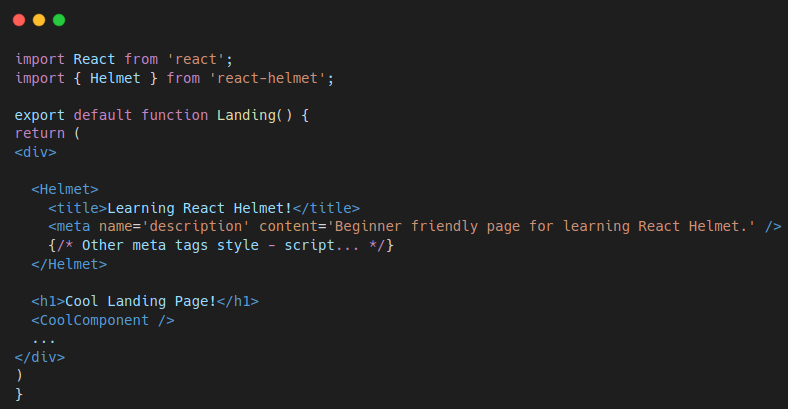 import React from 'react';
import { Helmet } from 'react-helmet';
export default function Landing() {
return (
<div>
<Helmet>
<title>Learning React Helmet!</title>
<meta name='description' content='Beginner friendly page for learning React Helmet.' />
{/* Other meta tags style - script... */}
</Helmet>
<h1>Cool Landing Page!</h1>
<CoolComponent />
...
</div>
)
}